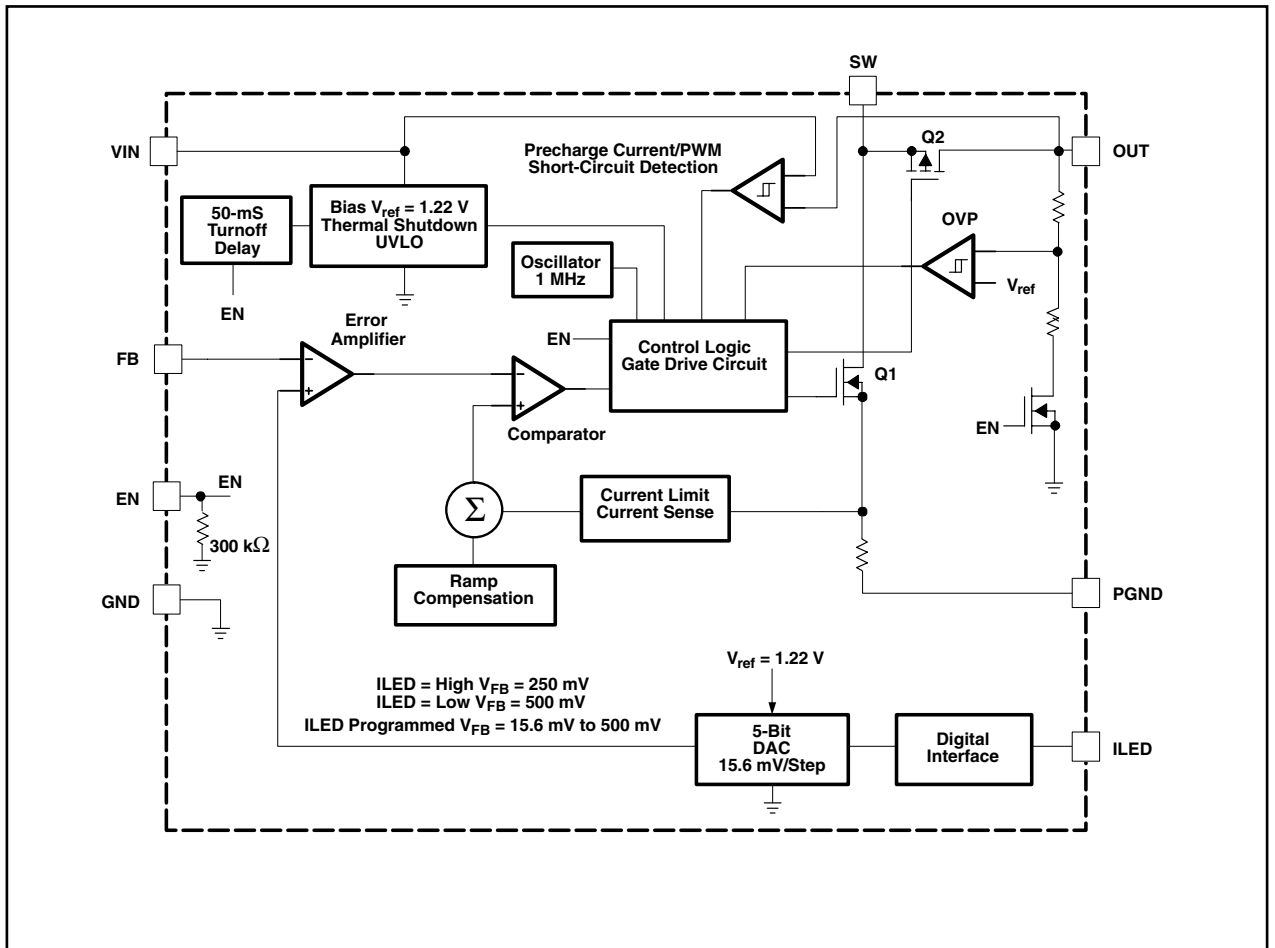 SW
VIN
Precharge Current/PWM
Short-Circuit Detection
Q2
OUT
50-mS
Turnoff
Delay
Bias Vref = 1.22 V
Thermal Shutdown
UVLO
OVP
Oscillator
1 MHz
Vref
EN
Error
Amplifier
FB
−
+
EN
−
+
Comparator
Control Logic
Gate Drive Circuit
Q1
EN
EN
EN
300 kΩ
Σ
Current Limit
Current Sense
Ramp
Compensation
GND
PGND
Vref = 1.22 V
ILED = High VFB = 250 mV
ILED = Low VFB = 500 mV
ILED Programmed VFB = 15.6 mV to 500 mV
5-Bit
DAC
15.6 mV/Step
Digital
Interface
ILED